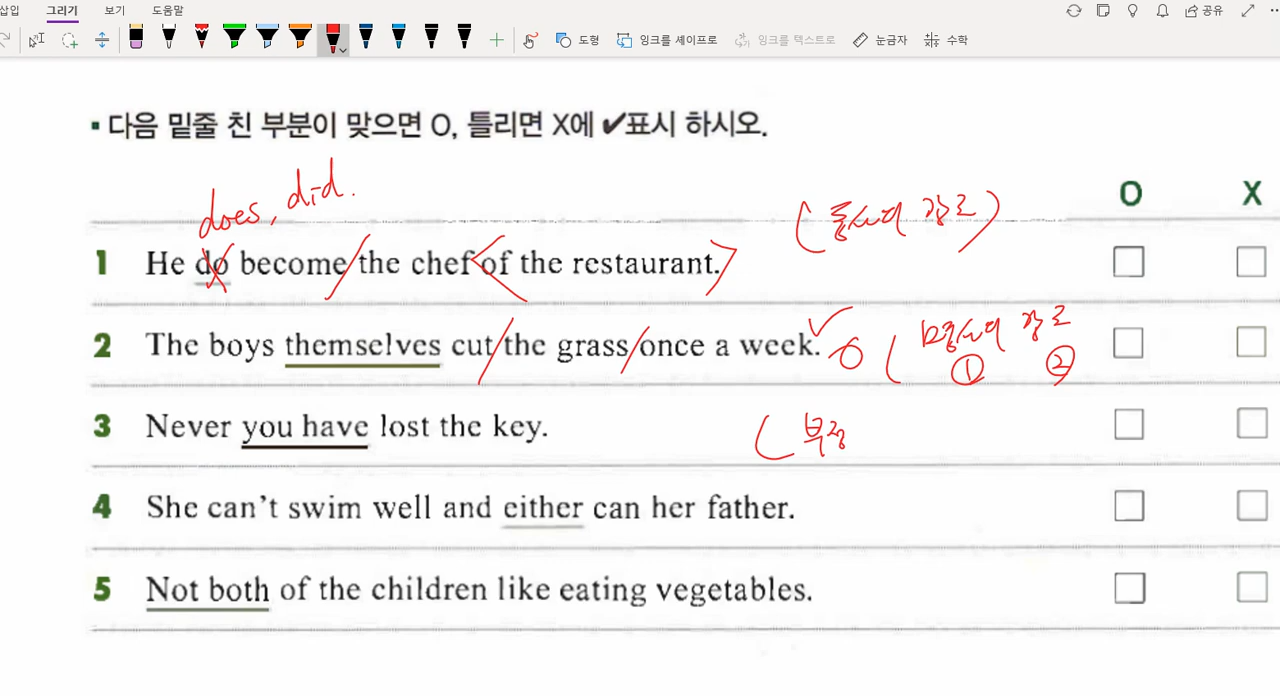 삽입 그리기 보기 도움말 공유
도형 잉크를 셰이프로 잉크를 텍스트로 눈금자 수학
▪ 다음 밑줄 친 부분이 맞으면 O, 틀리면 X에 ✔표시 하시오.
does, did.
O X
(동사의 강조)
1 He do become the chef of the restaurant.
2 The boys themselves cut the grass once a week.
O (명사의 강조
① ②
3 Never you have lost the key.
(부정
4 She can't swim well and either can her father.
5 Not both of the children like eating vegetables.